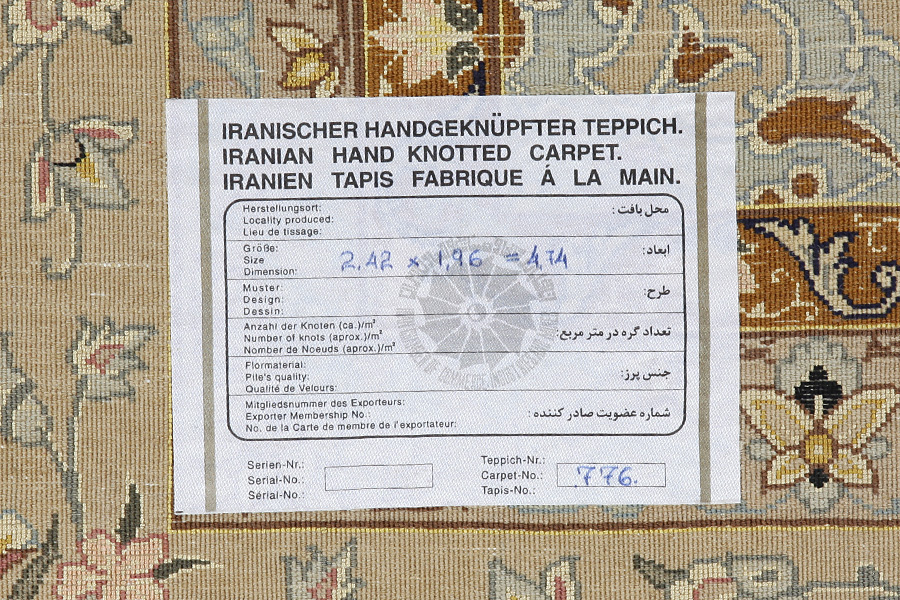 IRANISCHER HANDGEKNÜPFTER TEPPICH.
IRANIAN HAND KNOTTED CARPET.
IRANIEN TAPIS FABRIQUE Á LA MAIN.
Herstellungsort:
Locality produced:
Lieu de tissage:
محل بافت :
Größe:
Size
Dimension:
2,42 x 1,96 = 4,74
ابعاد:
Muster:
Design:
Dessin:
طرح:
Anzahl der Knoten (ca.)/m²
Number of knots (aprox.)/m²
Nomber de Noeuds (aprox.)/m²
تعداد گره در متر مربع:
Flormaterial:
Pile's quality:
Qualité de Velours:
جنس پرز:
Mitgliedsnummer des Exporteurs:
Exporter Membership No.:
No. de la Carte de membre de l'exportateur:
شماره عضویت صادر کننده :
Serien-Nr.:
Serial-No.:
Sérial-No.:
Teppich-Nr.:
Carpet-No.:
Tapis-No.:
776.